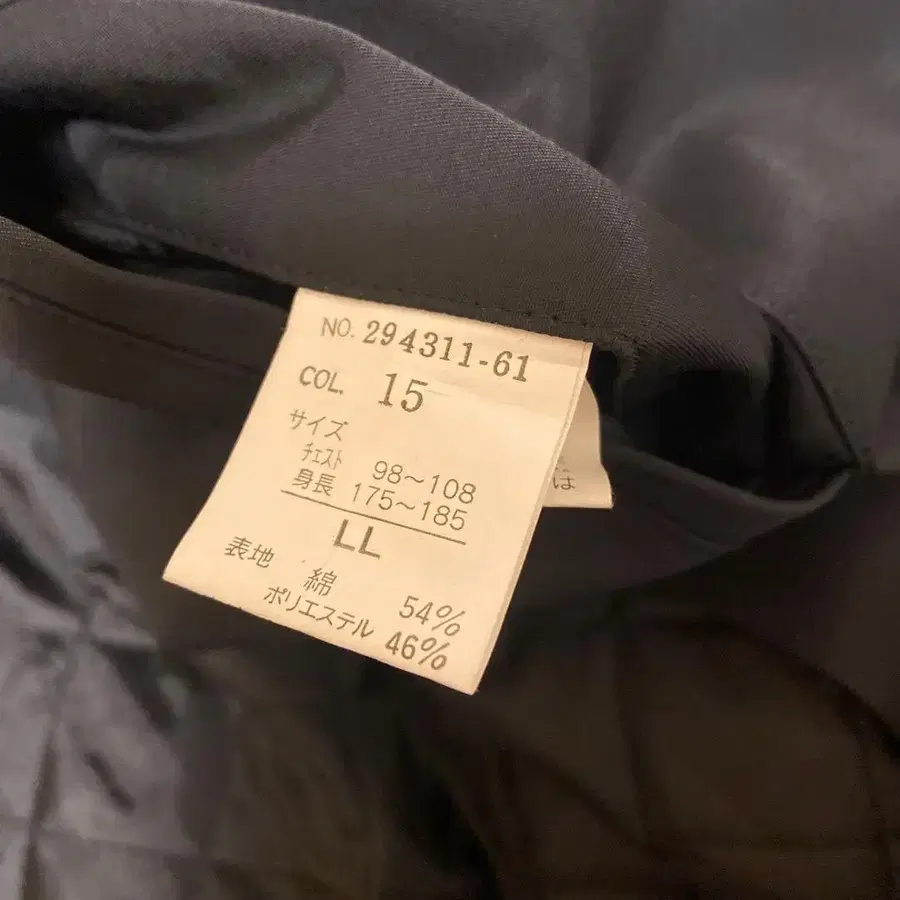 NO. 294311-61
COL. 15
サイズ
チェスト 98～108
身長 175～185
LL
表地 綿 54%
ポリエステル 46%
は